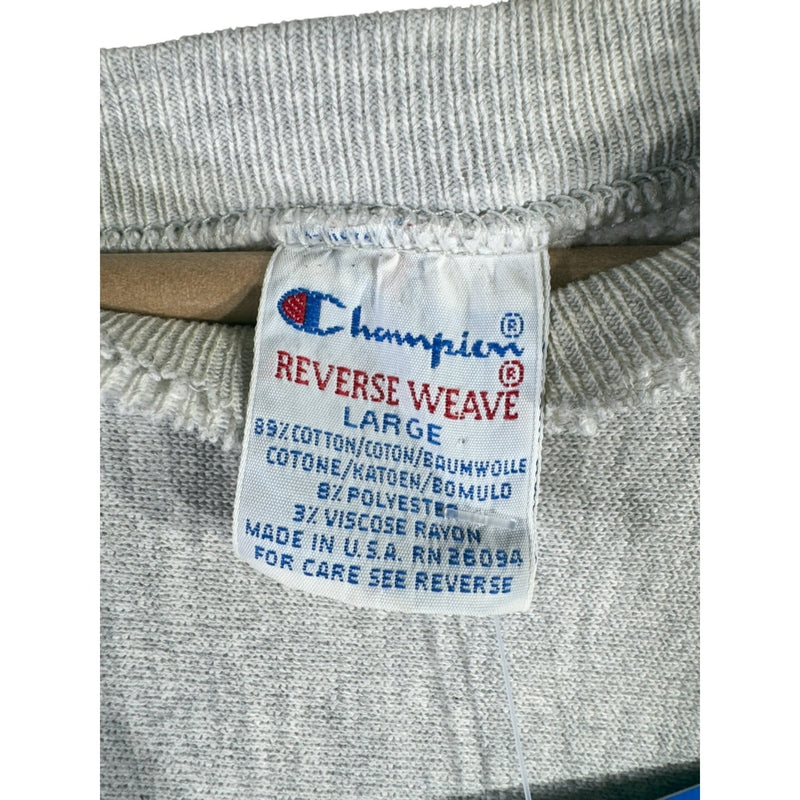 Champion®
REVERSE WEAVE®
LARGE
89% COTTON/COTON/BAUMWOLLE
COTONE/KATOEN/BOMULD
8% POLYESTER
3% VISCOSE RAYON
MADE IN U.S.A. RN 26094
FOR CARE SEE REVERSE